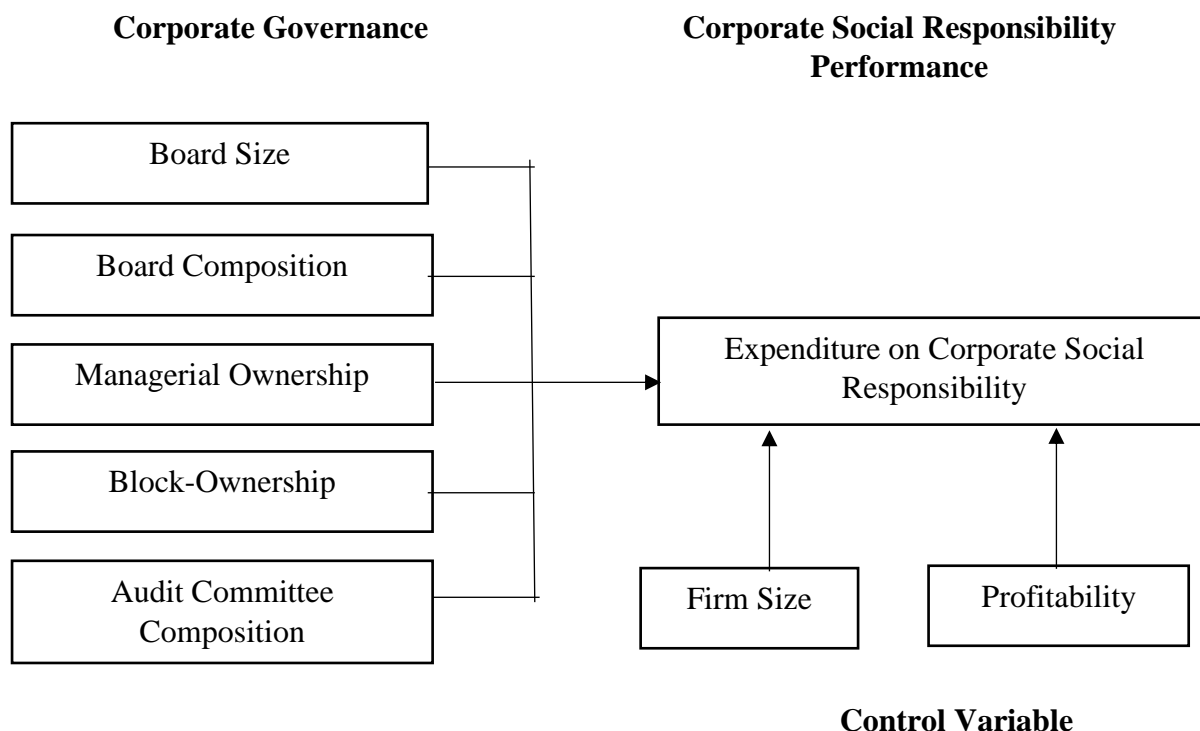 Corporate Governance
Corporate Social Responsibility
Performance
Board Size
Board Composition
Managerial Ownership
Block-Ownership
Audit Committee
Composition
Expenditure on Corporate Social
Responsibility
Firm Size
Profitability
Control Variable